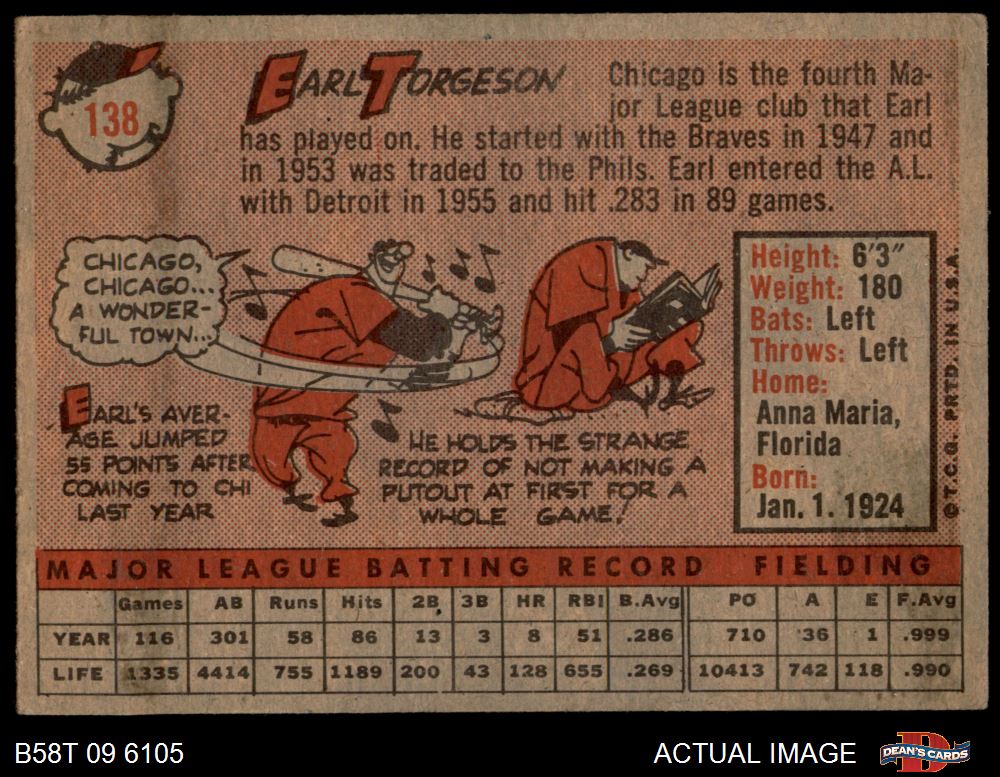 138
EARL TORGESON
Chicago is the fourth Ma-
jor League club that Earl
has played on. He started with the Braves in 1947 and
in 1953 was traded to the Phils. Earl entered the A.L.
with Detroit in 1955 and hit .283 in 89 games.
CHICAGO,
CHICAGO...
A WONDER-
FUL TOWN...
EARL'S AVER-
AGE JUMPED
55 POINTS AFTER
COMING TO CHI
LAST YEAR
HE HOLDS THE STRANGE
RECORD OF NOT MAKING A
PUTOUT AT FIRST FOR A
WHOLE GAME!
Height: 6'3"
Weight: 180
Bats: Left
Throws: Left
Home:
Anna Maria,
Florida
Born:
Jan. 1. 1924
© T.C.G. PRTD. IN U.S.A.
MAJOR LEAGUE BATTING RECORD FIELDING
Games AB Runs Hits 2B 3B HR RBI B.Avg PO A E F.Avg
YEAR 116 301 58 86 13 3 8 51 .286 710 36 1 .999
LIFE 1335 4414 755 1189 200 43 128 655 .269 10413 742 118 .990
B58T 09 6105
ACTUAL IMAGE
DEAN'S CARDS